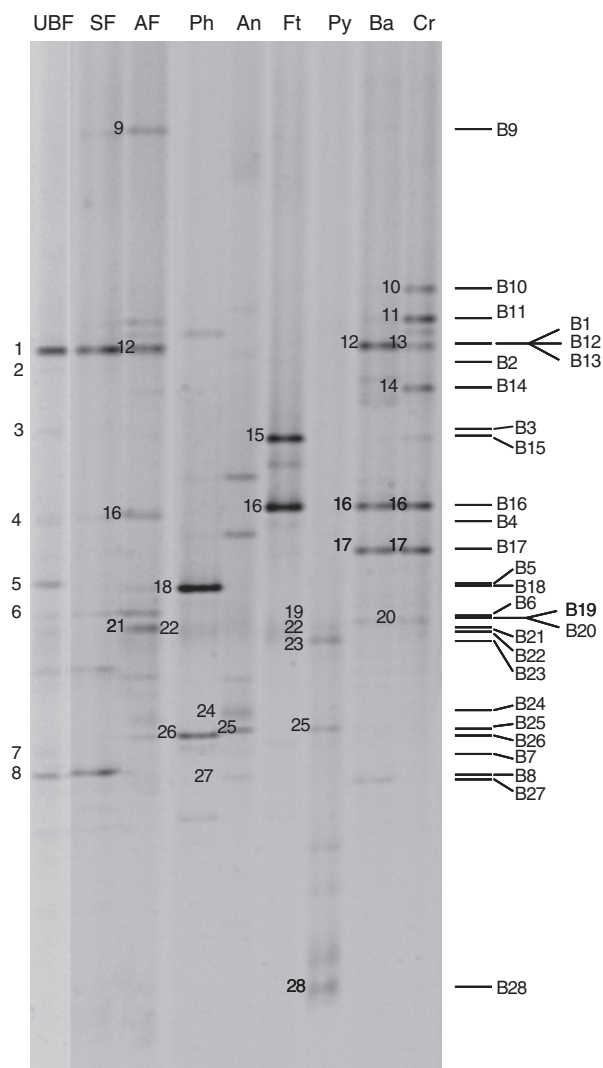 UBF SF AF Ph An Ft Py Ba Cr
9 B9
10 B10
11 B11
B1
1 12 12 13 B12
B13
2 B2
14 B14
3 B3
15 B15
16 16 16 16 B16
4 B4
17 17 B17
5 B5
18 B18
6 19 B6 B19
20 B20
21 22 22 B21
B22
23 B23
24 B24
25 25 B25
26 B26
7 B7
8 B8
27 B27
28 B28